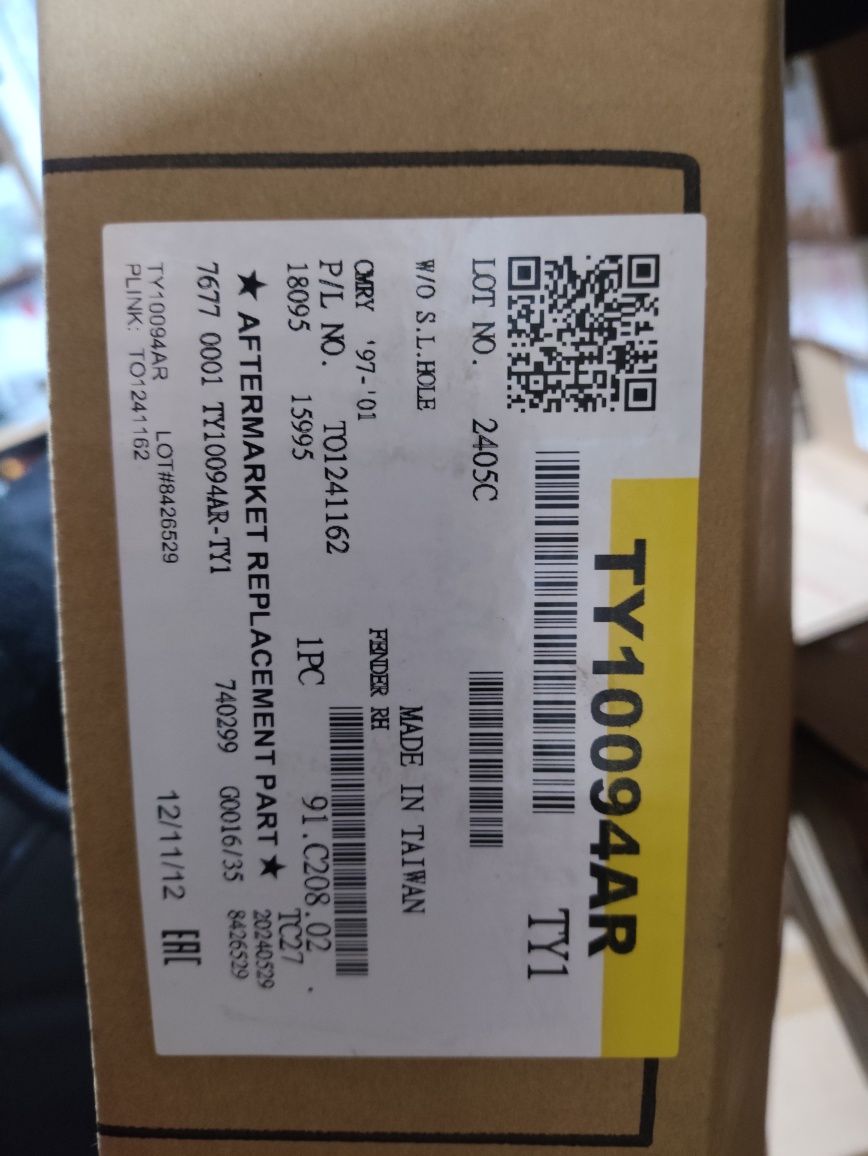 TY10094AR
TY1
LOT NO. 2405C
W/O S.L.HOLE
MADE IN TAIWAN
CMRY '97-'01
FENDER RH
P/L NO. TO1241162
18095 15995
1PC
91.C208.02 .
TC27
★ AFTERMARKET REPLACEMENT PART ★
20240529
7677 0001 TY10094AR-TY1
740299 G0016/35
8426529
TY10094AR LOT#8426529
12/11/12
EAC
PLINK: TO1241162